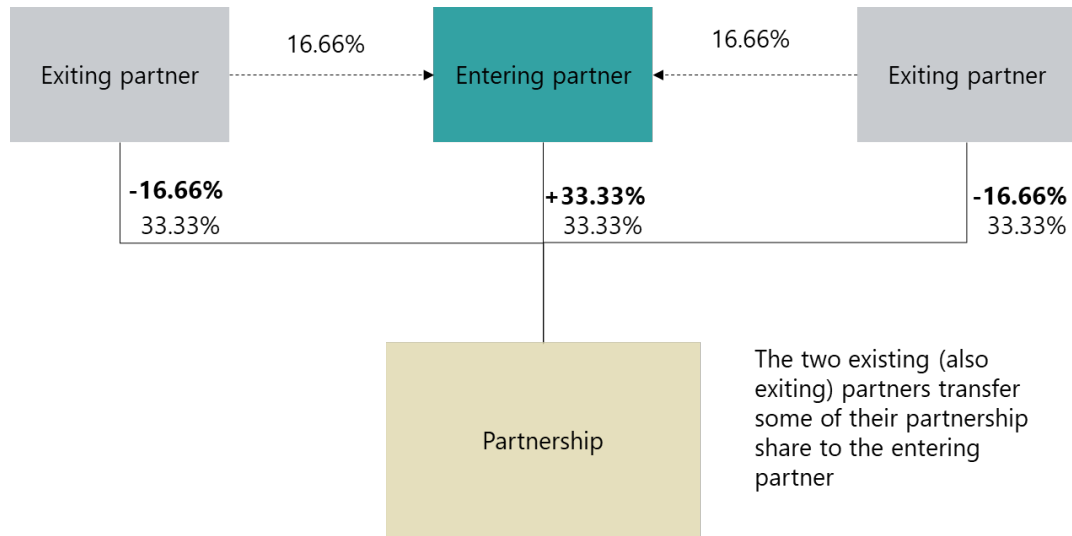 16.66%
16.66%
Exiting partner
Entering partner
Exiting partner
-16.66%
33.33%
+33.33%
33.33%
-16.66%
33.33%
The two existing (also
exiting) partners transfer
some of their partnership
share to the entering
partner
Partnership